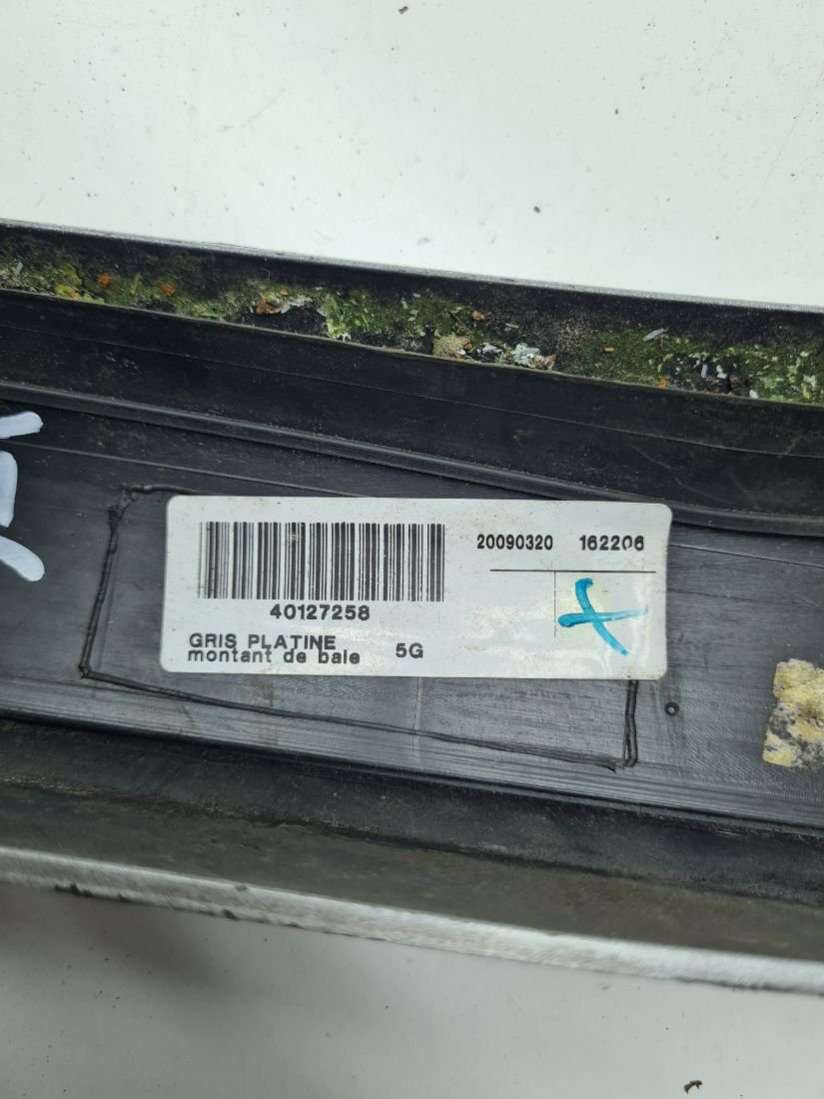 20090320 162206
40127258
GRIS PLATINE
montant de baie 5G